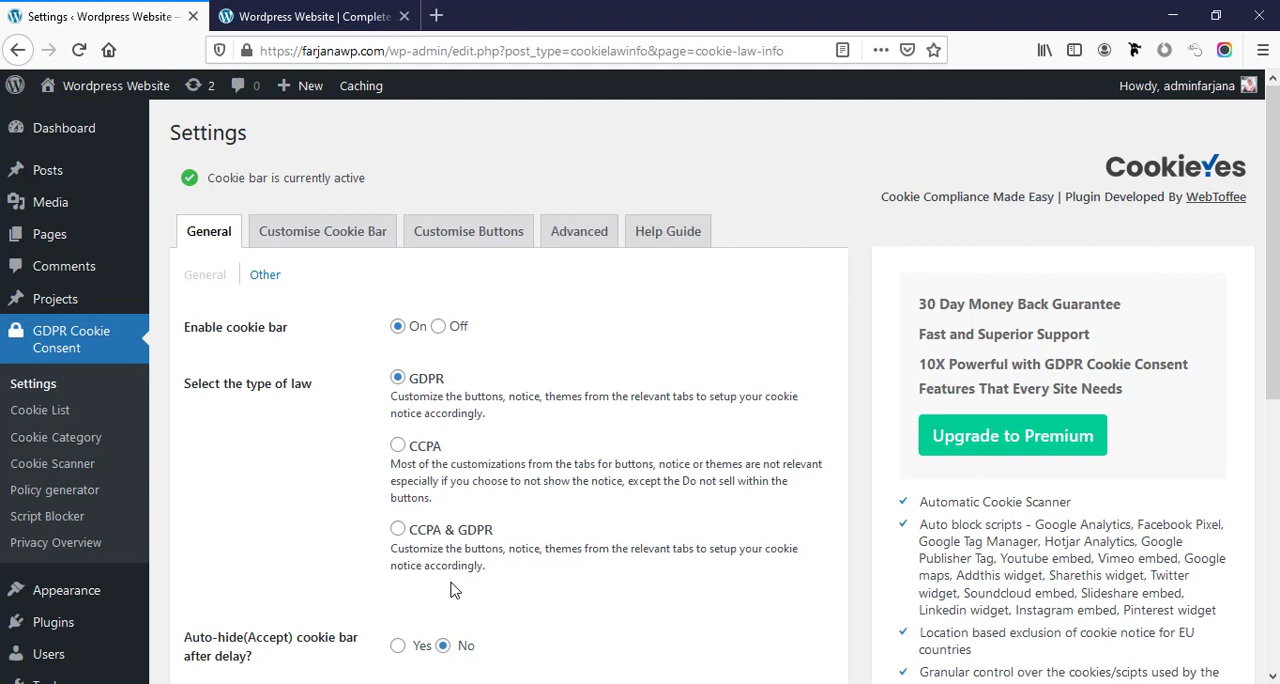 Settings ‹ Wordpress Website —
Wordpress Website | Complete
https://farjanawp.com/wp-admin/edit.php?post_type=cookielawinfo&page=cookie-law-info
Wordpress Website
2
0
New
Caching
Howdy, adminfarjana
Dashboard
Posts
Media
Pages
Comments
Projects
GDPR Cookie
Consent
Settings
Cookie List
Cookie Category
Cookie Scanner
Policy generator
Script Blocker
Privacy Overview
Appearance
Plugins
Users
Settings
Cookie bar is currently active
General
Customise Cookie Bar
Customise Buttons
Advanced
Help Guide
General
Other
Enable cookie bar
On
Off
Select the type of law
GDPR
Customize the buttons, notice, themes from the relevant tabs to setup your cookie
notice accordingly.
CCPA
Most of the customizations from the tabs for buttons, notice or themes are not relevant
especially if you choose to not show the notice, except the Do not sell within the
buttons.
CCPA & GDPR
Customize the buttons, notice, themes from the relevant tabs to setup your cookie
notice accordingly.
Auto-hide(Accept) cookie bar
after delay?
Yes
No
CookieYes
Cookie Compliance Made Easy | Plugin Developed By WebToffee
30 Day Money Back Guarantee
Fast and Superior Support
10X Powerful with GDPR Cookie Consent
Features That Every Site Needs
Upgrade to Premium
Automatic Cookie Scanner
Auto block scripts - Google Analytics, Facebook Pixel,
Google Tag Manager, Hotjar Analytics, Google
Publisher Tag, Youtube embed, Vimeo embed, Google
maps, Addthis widget, Sharethis widget, Twitter
widget, Soundcloud embed, Slideshare embed,
Linkedin widget, Instagram embed, Pinterest widget
Location based exclusion of cookie notice for EU
countries
Granular control over the cookies/scipts used by the